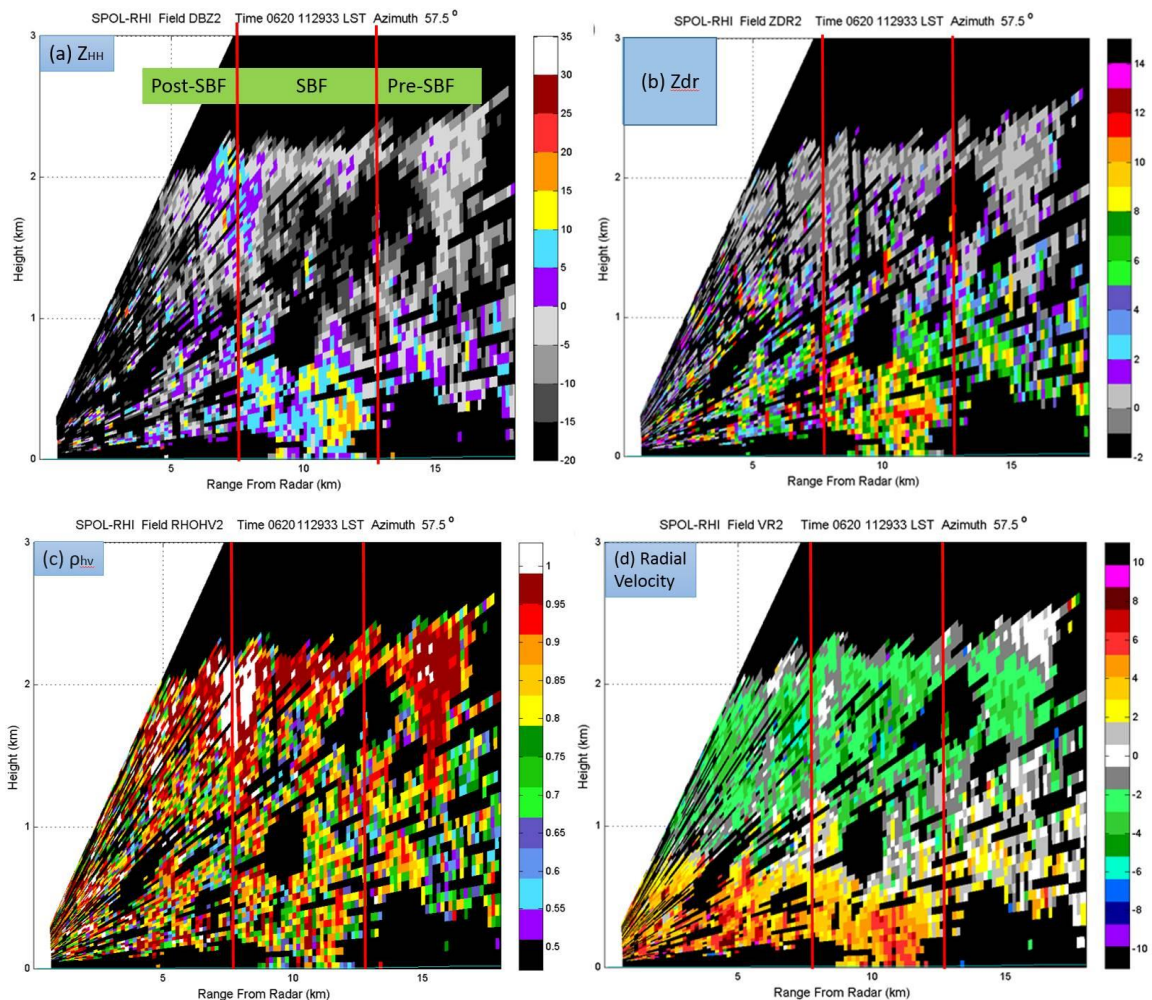 SPOL-RHI Field DBZ2 Time 0620 112933 LST Azimuth 57.5 o
(a) ZHH
Post-SBF SBF Pre-SBF
3
2
1
0
Height (km)
5 10 15
Range From Radar (km)
35
30
25
20
15
10
5
0
-5
-10
-15
-20
SPOL-RHI Field ZDR2 Time 0620 112933 LST Azimuth 57.5 o
(b) Zdr
3
2
1
0
Height (km)
5 10 15
Range From Radar (km)
14
12
10
8
6
4
2
0
-2
SPOL-RHI Field RHOHV2 Time 0620 112933 LST Azimuth 57.5 o
(c) ρhv
3
2
1
0
Height (km)
5 10 15
Range From Radar (km)
1
0.95
0.9
0.85
0.8
0.75
0.7
0.65
0.6
0.55
0.5
SPOL-RHI Field VR2 Time 0620 112933 LST Azimuth 57.5 o
(d) Radial
Velocity
3
2
1
0
Height (km)
5 10 15
Range From Radar (km)
10
8
6
4
2
0
-2
-4
-6
-8
-10